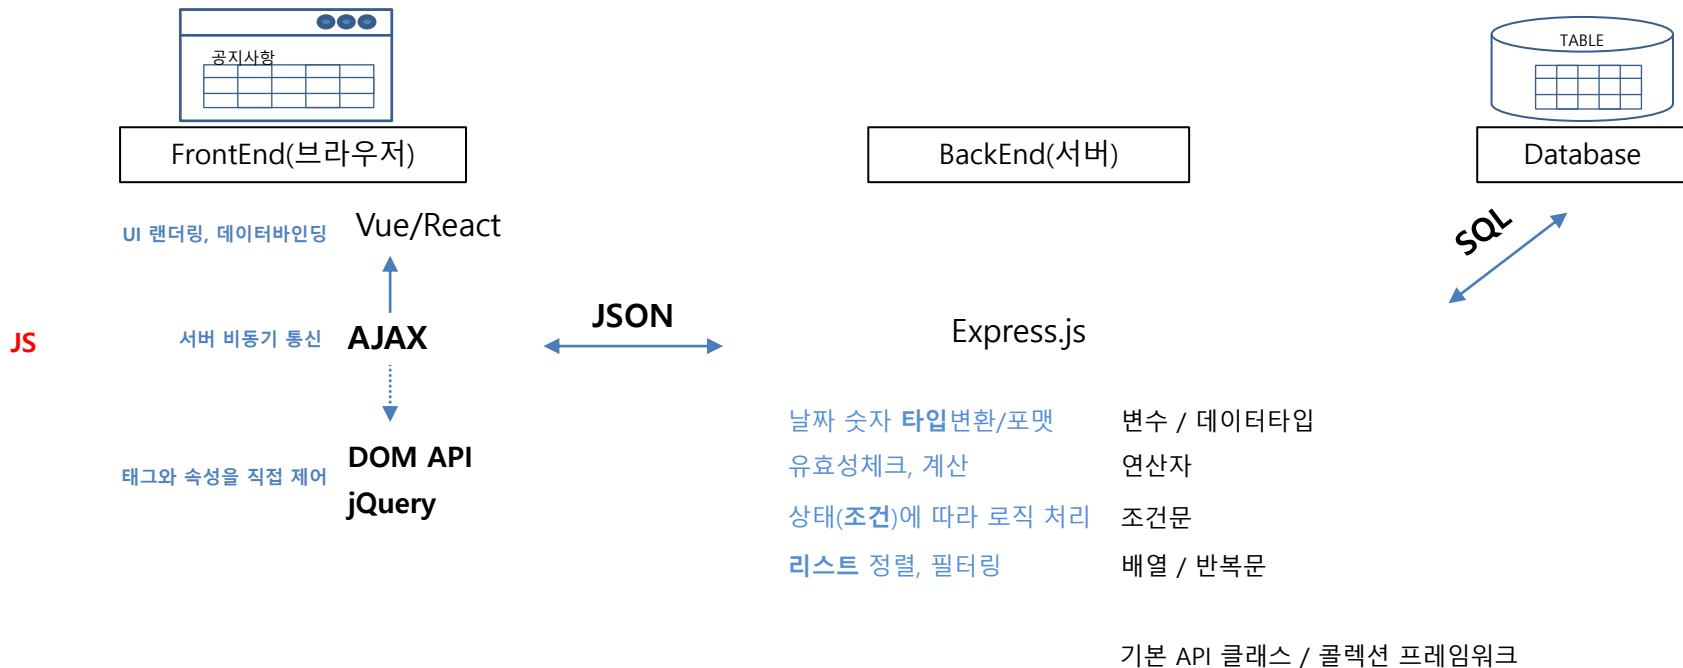 공지사항
TABLE
FrontEnd(브라우저)
BackEnd(서버)
Database
UI 랜더링, 데이터바인딩
Vue/React
SQL
JS
서버 비동기 통신
AJAX
JSON
Express.js
태그와 속성을 직접 제어
DOM API
jQuery
날짜 숫자 타입변환/포맷
변수 / 데이터타입
유효성체크, 계산
연산자
상태(조건)에 따라 로직 처리
조건문
리스트 정렬, 필터링
배열 / 반복문
기본 API 클래스 / 콜렉션 프레임워크